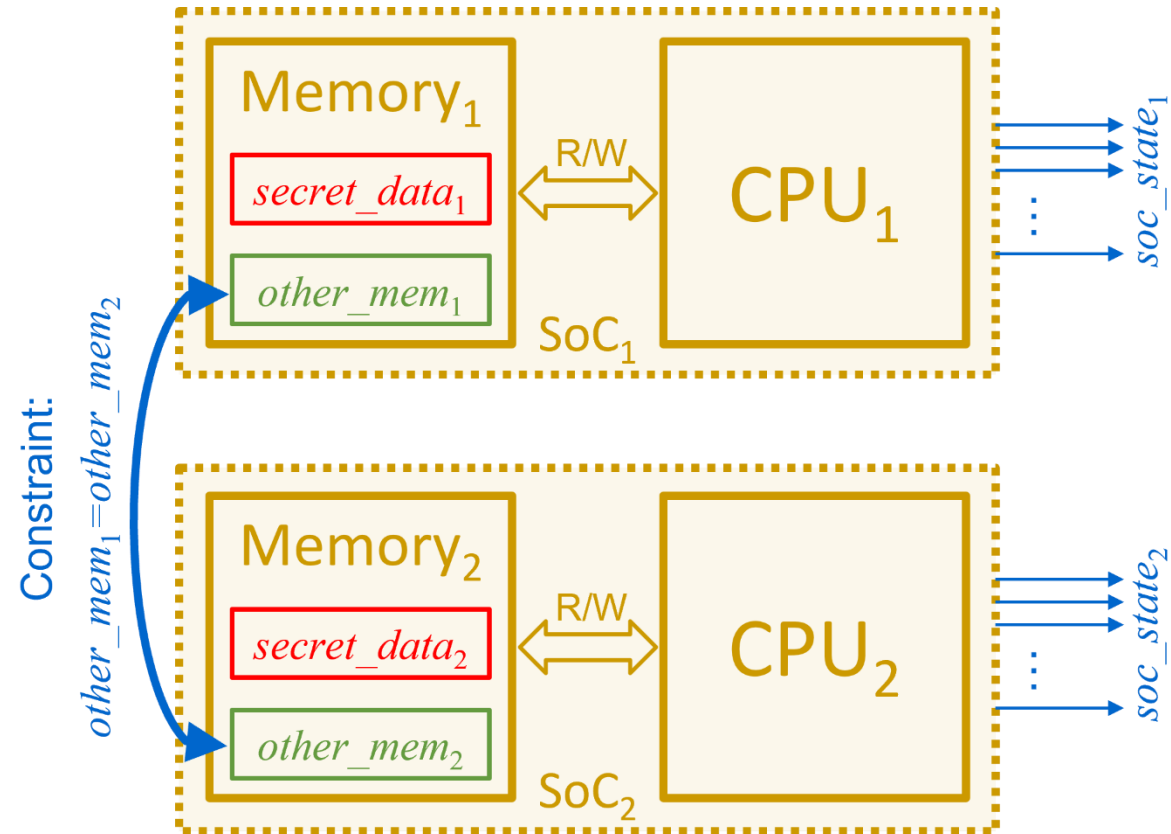 Memory₁
secret_data₁
other_mem₁
R/W
CPU₁
SoC₁
soc_state₁
...
Constraint:
other_mem₁=other_mem₂
Memory₂
secret_data₂
other_mem₂
R/W
CPU₂
SoC₂
soc_state₂
...